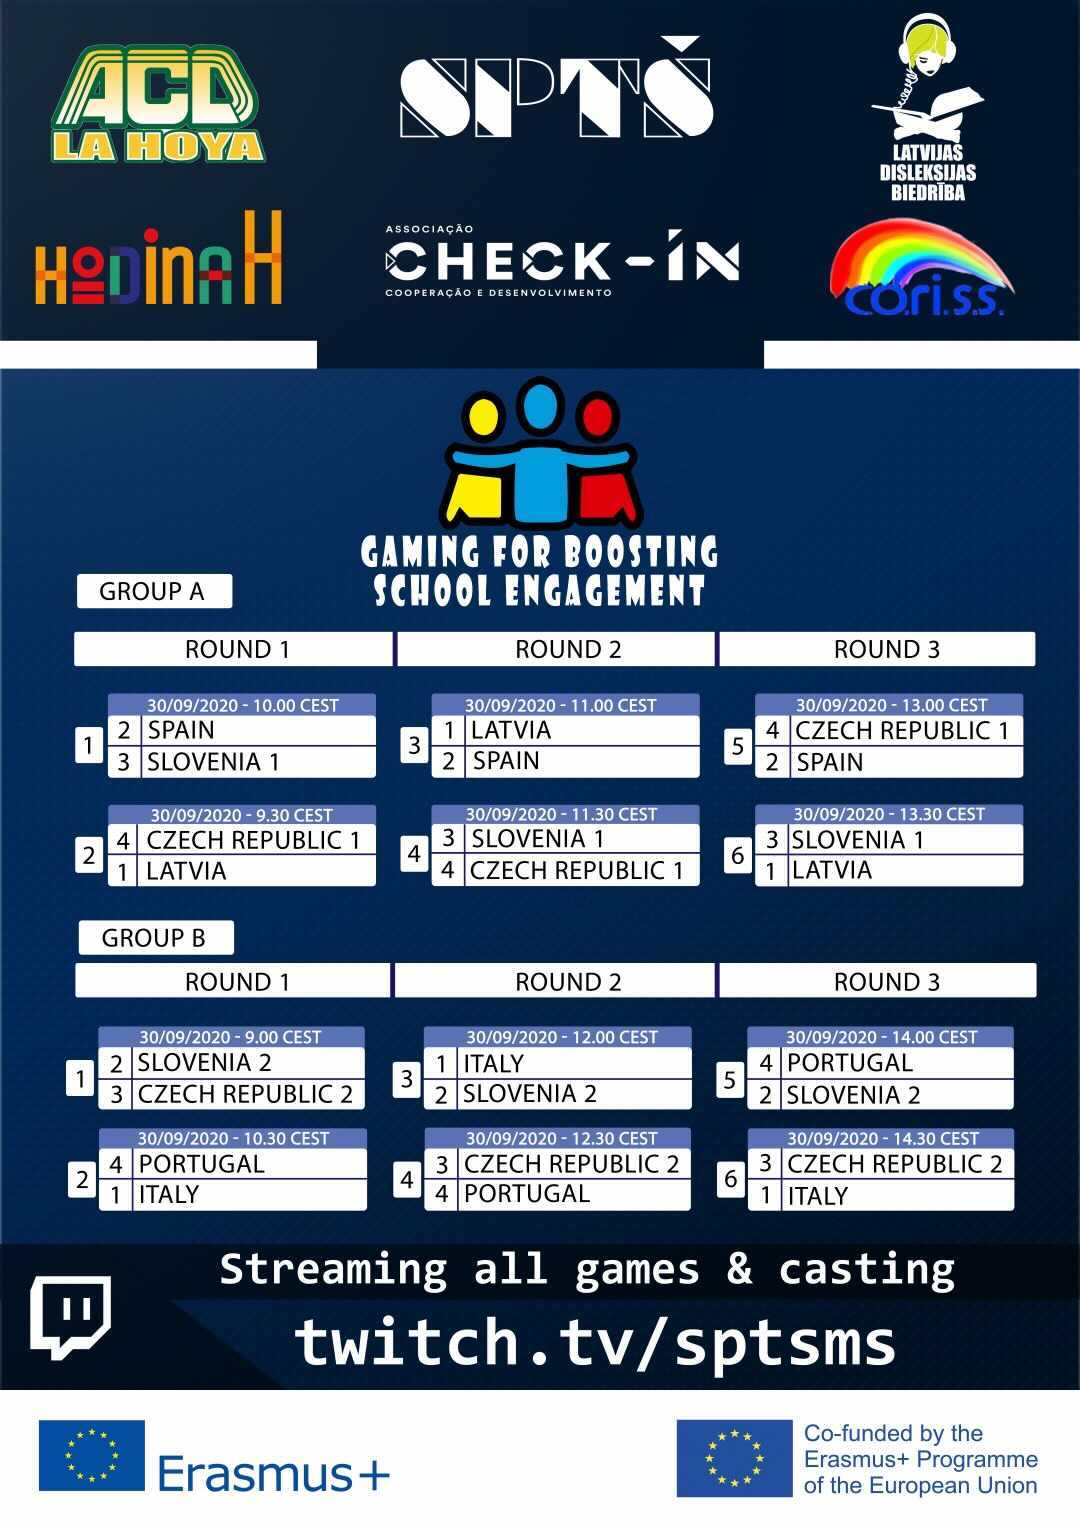 ACD
LA HOYA
SPTŠ
LATVIJAS
DISLEKSIJAS
BIEDRĪBA
HODINA H
ASSOCIAÇÃO
CHECK-ÍN
COOPERAÇÃO E DESENVOLVIMENTO
CO.RI.S.S.
GAMING FOR BOOSTING
SCHOOL ENGAGEMENT
GROUP A
ROUND 1 ROUND 2 ROUND 3
30/09/2020 - 10.00 CEST
1
2 SPAIN
3 SLOVENIA 1
30/09/2020 - 11.00 CEST
3
1 LATVIA
2 SPAIN
30/09/2020 - 13.00 CEST
5
4 CZECH REPUBLIC 1
2 SPAIN
30/09/2020 - 9.30 CEST
2
4 CZECH REPUBLIC 1
1 LATVIA
30/09/2020 - 11.30 CEST
4
3 SLOVENIA 1
4 CZECH REPUBLIC 1
30/09/2020 - 13.30 CEST
6
3 SLOVENIA 1
1 LATVIA
GROUP B
ROUND 1 ROUND 2 ROUND 3
30/09/2020 - 9.00 CEST
1
2 SLOVENIA 2
3 CZECH REPUBLIC 2
30/09/2020 - 12.00 CEST
3
1 ITALY
2 SLOVENIA 2
30/09/2020 - 14.00 CEST
5
4 PORTUGAL
2 SLOVENIA 2
30/09/2020 - 10.30 CEST
2
4 PORTUGAL
1 ITALY
30/09/2020 - 12.30 CEST
4
3 CZECH REPUBLIC 2
4 PORTUGAL
30/09/2020 - 14.30 CEST
6
3 CZECH REPUBLIC 2
1 ITALY
Streaming all games & casting
twitch.tv/sptsms
Erasmus+
Co-funded by the
Erasmus+ Programme
of the European Union